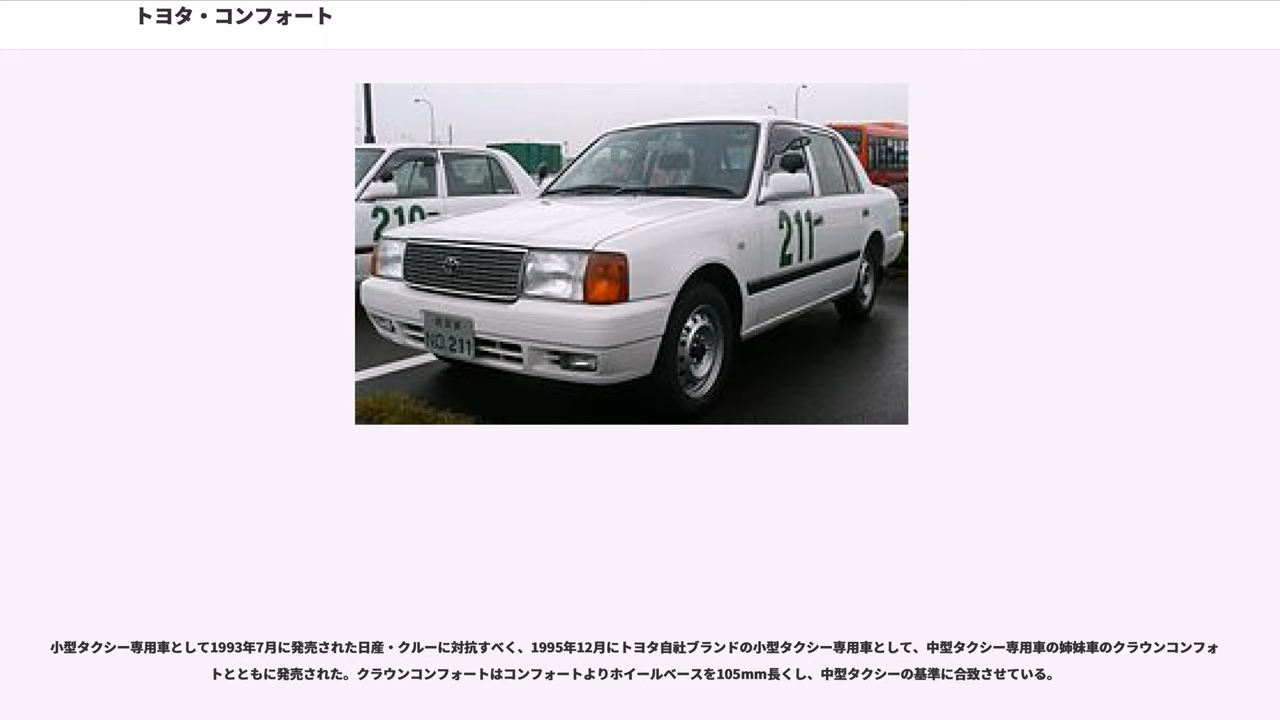 トヨタ・コンフォート
210
211
NO.211
小型タクシー専用車として1993年7月に発売された日産・クルーに対抗すべく、1995年12月にトヨタ自社ブランドの小型タクシー専用車として、中型タクシー専用車の姉妹車のクラウンコンフォ
トとともに発売された。クラウンコンフォートはコンフォートよりホイールベースを105mm長くし、中型タクシーの基準に合致させている。